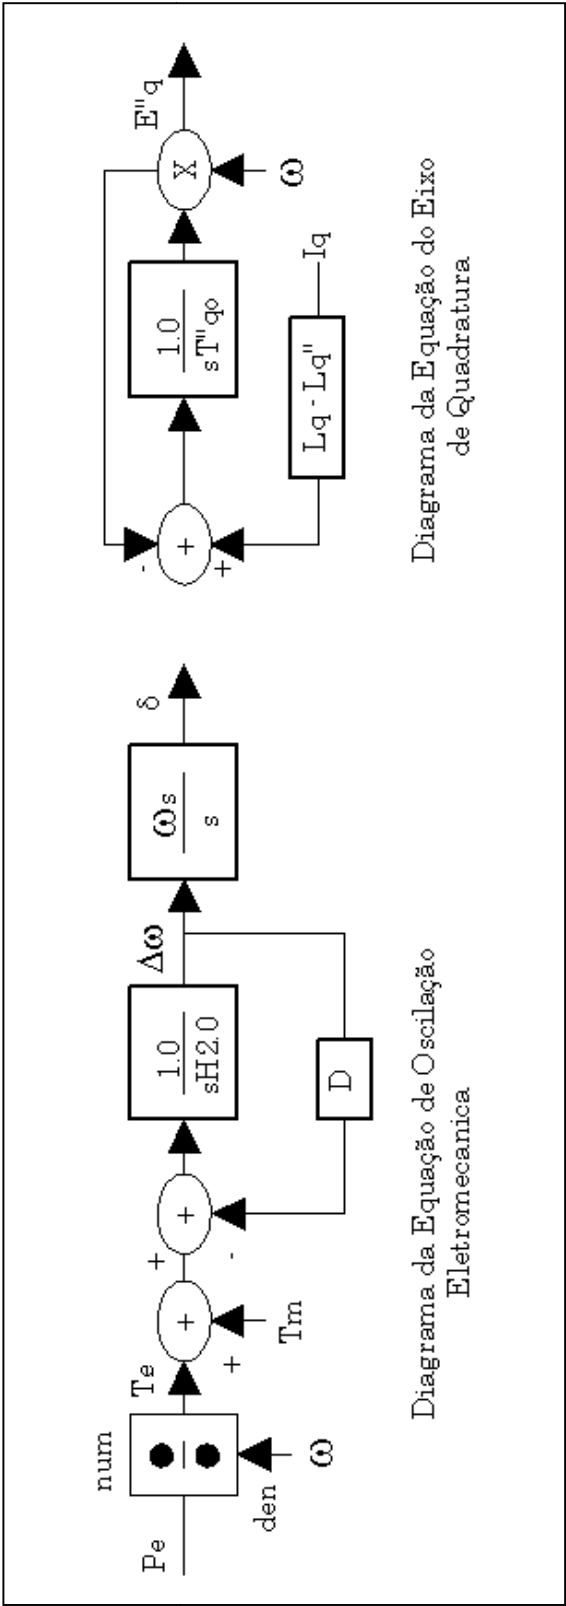 Pe
num
den
ω
Te
+
+
Tm
+
-
+
1.0
sH2.0
Δω
D
ωs
s
δ
Diagrama da Equação de Oscilação
Eletromecanica
-
+
+
1.0
sT"qo
X
E"q
ω
Lq - Lq"
Iq
Diagrama da Equação do Eixo
de Quadratura